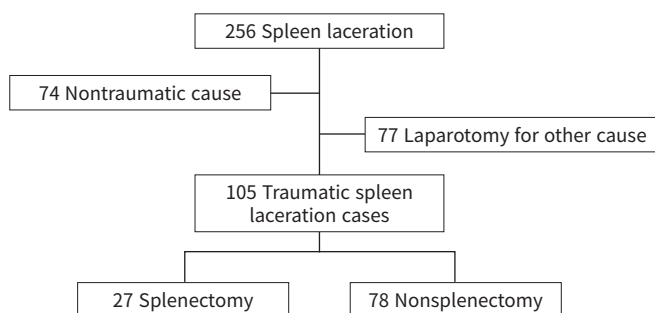 256 Spleen laceration
74 Nontraumatic cause
77 Laparotomy for other cause
105 Traumatic spleen
laceration cases
27 Splenectomy
78 Nonsplenectomy